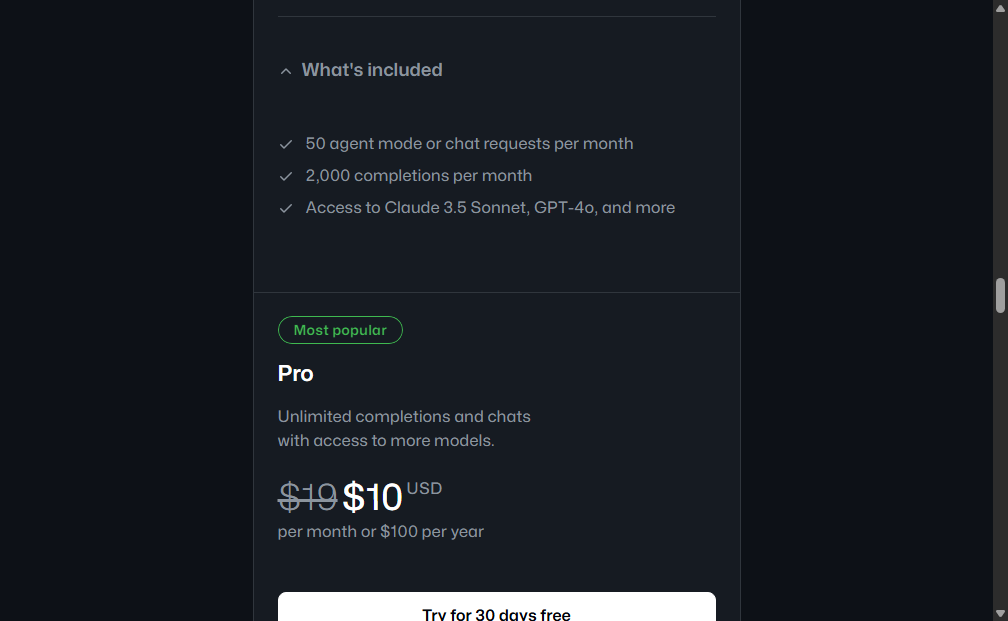 What's included
50 agent mode or chat requests per month
2,000 completions per month
Access to Claude 3.5 Sonnet, GPT-4o, and more
Most popular
Pro
Unlimited completions and chats
with access to more models.
$19 $10 USD
per month or $100 per year
Try for 30 days free